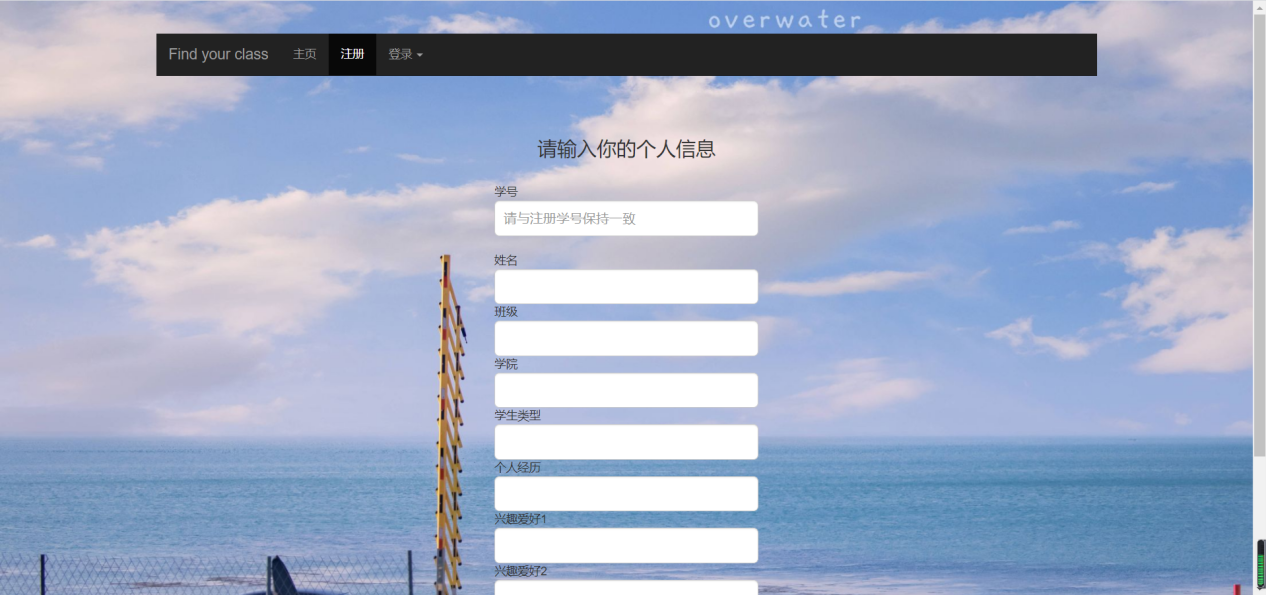 overwater
Find your class 主页 注册 登录
请输入你的个人信息
学号
请与注册学号保持一致
姓名
班级
学院
学生类型
个人经历
兴趣爱好1
兴趣爱好2